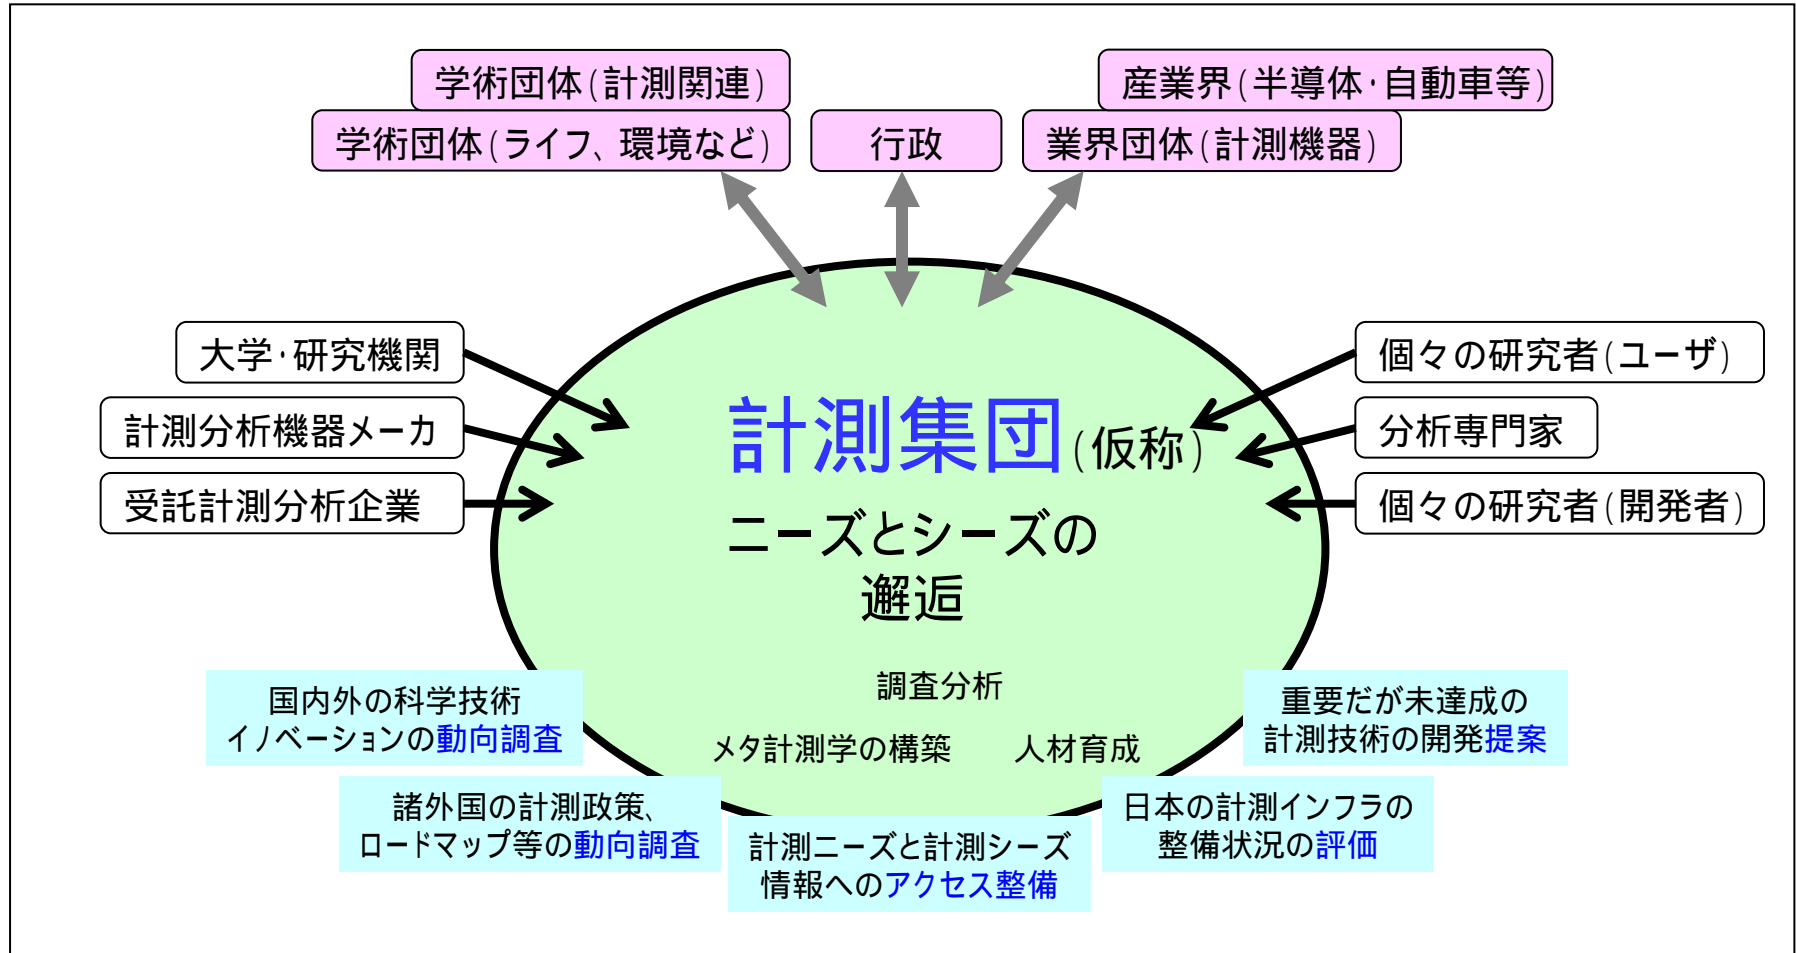 学術団体(計測関連)
産業界(半導体·自動車等)
学術団体(ライフ、環境など)
行政
業界団体(計測機器)
大学·研究機関
個々の研究者(ユーザ)
計測分析機器メーカ
分析専門家
受託計測分析企業
個々の研究者(開発者)
計測集団(仮称)
ニーズとシーズの
邂逅
調査分析
メタ計測学の構築
人材育成
国内外の科学技術
イノベーションの動向調査
諸外国の計測政策、
ロードマップ等の動向調査
計測ニーズと計測シーズ
情報へのアクセス整備
日本の計測インフラの
整備状況の評価
重要だが未達成の
計測技術の開発提案